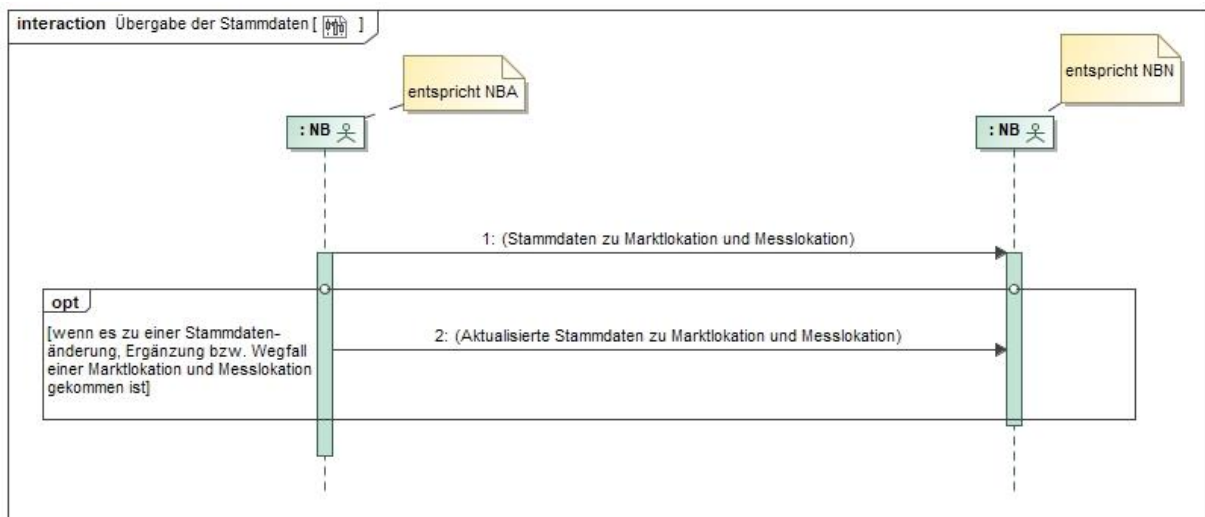 interaction Übergabe der Stammdaten [ ]
entspricht NBA
entspricht NBN
: NB
: NB
1: (Stammdaten zu Marktlokation und Messlokation)
opt
[wenn es zu einer Stammdaten-
änderung, Ergänzung bzw. Wegfall
einer Marktlokation und Messlokation
gekommen ist]
2: (Aktualisierte Stammdaten zu Marktlokation und Messlokation)